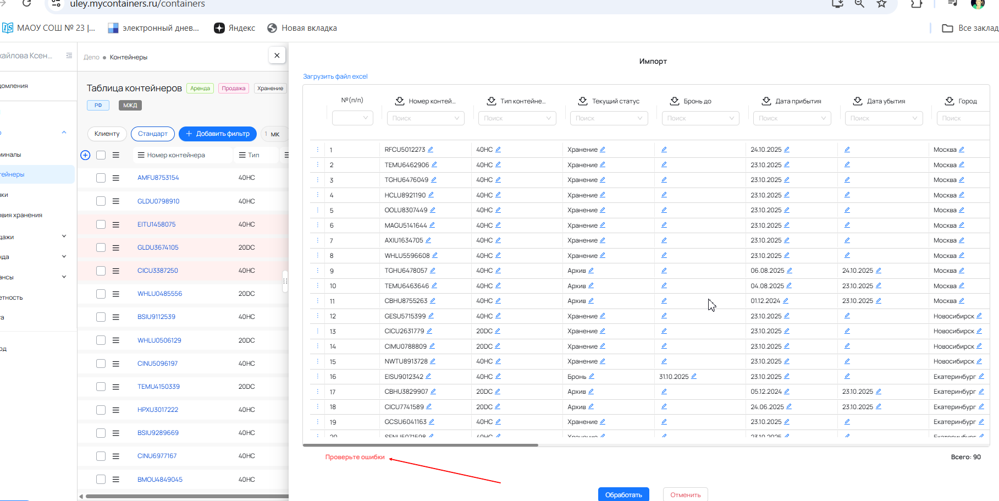 uley.mycontainers.ru/containers
МАОУ СОШ № 23 |...
электронный днев...
Яндекс
Новая вкладка
Все заклад
хайлова Ксен...
Депо ● Контейнеры
Импорт
Загрузить файл excel
домления
Таблица контейнеров Аренда Продажа Хранение
РФ МЖД
Клиенту Стандарт + Добавить фильтр 1 мк
миналы
тейнеры
вки
овия хранения
дажи
нда
ансы
етность
та
од
Номер контейнера Тип
AMFU8753154 40HC
GLDU0798910 40HC
EITU1458075 40HC
GLDU3674105 20DC
CICU3387250 40HC
WHLU0485556 20DC
BSIU9112539 40HC
WHLU0506129 20DC
CINU5096197 40HC
TEMU4150339 20DC
HPXU3017222 40HC
BSIU9289669 40HC
CINU6977167 40HC
BMOU4849045 40HC
№(п/п) Номер контей... Тип контейне... Текущий статус Бронь до Дата прибытия Дата убытия Город
Поиск Поиск Поиск Поиск Поиск Поиск Поиск
1 RFCU5012273 40HC Хранение 24.10.2025 Москва
2 TEMU6462906 40HC Хранение 23.10.2025 Москва
3 TGHU6476049 40HC Хранение 23.10.2025 Москва
4 HCLU8921190 40HC Хранение 23.10.2025 Москва
5 OOLU8307449 40HC Хранение 23.10.2025 Москва
6 MAGU5141644 40HC Хранение 23.10.2025 Москва
7 AXIU1634705 40HC Хранение 23.10.2025 Москва
8 WHLU5596608 40HC Хранение 23.10.2025 Москва
9 TGHU6478057 40HC Архив 06.08.2025 24.10.2025 Москва
10 TEMU6463646 40HC Архив 04.08.2025 23.10.2025 Москва
11 CBHU8755263 40HC Архив 01.12.2024 23.10.2025 Москва
12 GESU5715399 40HC Хранение 23.10.2025 Новосибирск
13 CICU2631779 20DC Хранение 23.10.2025 Новосибирск
14 CIMU0788809 20DC Хранение 23.10.2025 Новосибирск
15 NWTU8913728 40HC Хранение 23.10.2025 Новосибирск
16 EISU9012342 40HC Бронь 31.10.2025 23.10.2025 Екатеринбург
17 CBHU3829907 20DC Архив 05.12.2024 23.10.2025 Екатеринбург
18 CICU7741589 20DC Архив 24.06.2025 23.10.2025 Екатеринбург
19 GCSU6041163 40HC Хранение 23.10.2025 Екатеринбург
20 40HC Хранение 23.10.2025 Екатеринбург
Проверьте ошибки
Всего: 90
Обработать Отменить